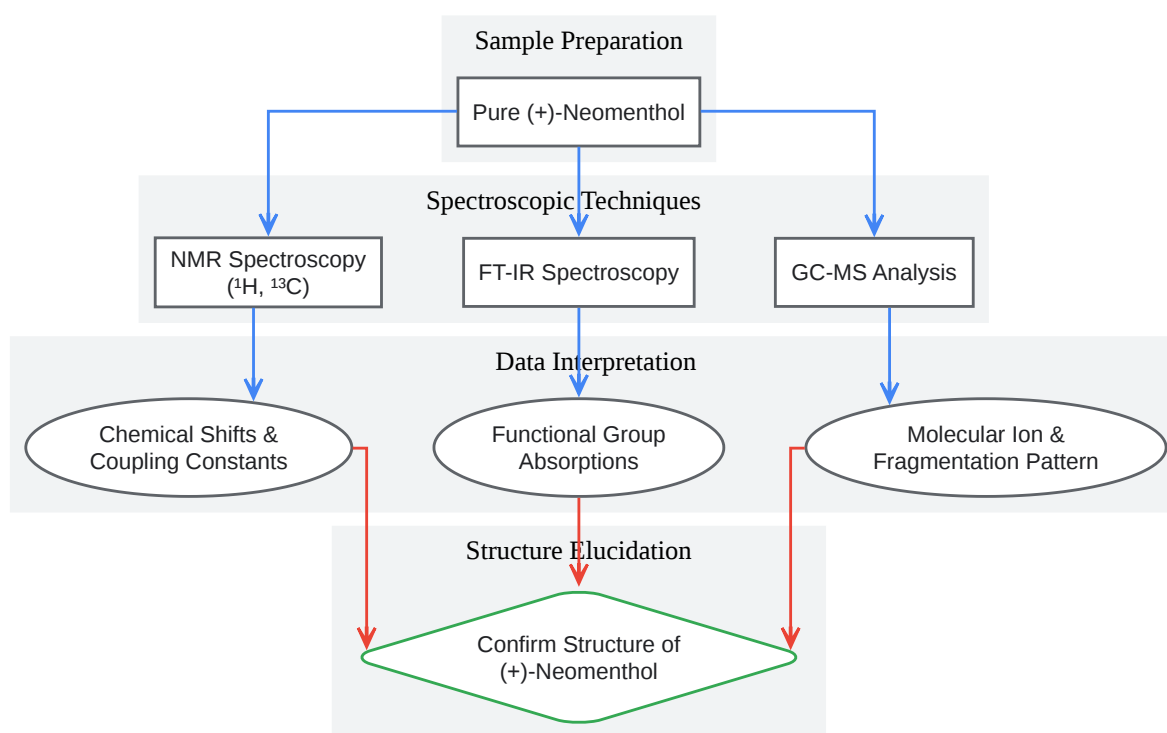 Sample Preparation
Pure (+)-Neomenthol
Spectroscopic Techniques
NMR Spectroscopy
(¹H, ¹³C)
FT-IR Spectroscopy
GC-MS Analysis
Data Interpretation
Chemical Shifts &
Coupling Constants
Functional Group
Absorptions
Molecular Ion &
Fragmentation Pattern
Structure Elucidation
Confirm Structure of
(+)-Neomenthol